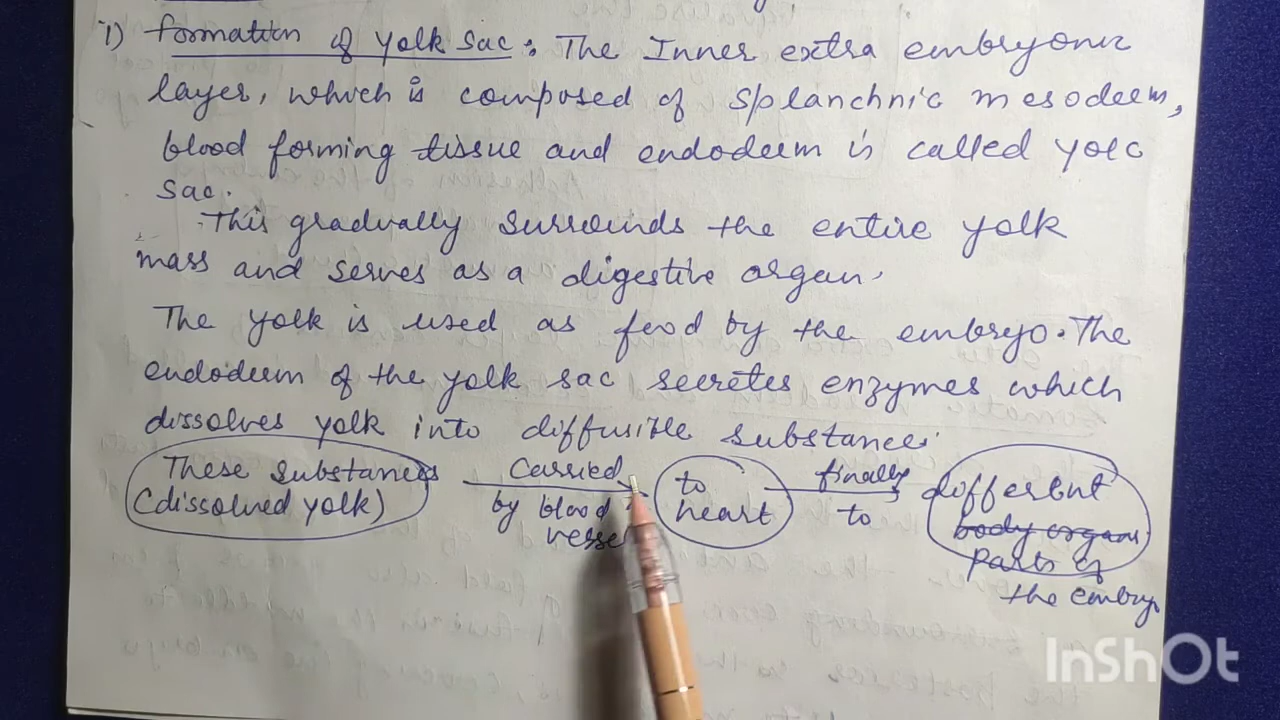 1) Formation of Yolk Sac : The Inner extra embryonic
layer, which is composed of Splanchnic mesoderm,
blood forming tissue and endoderm is called yolc
sac.
This gradually surrounds the entire yolk
mass and serves as a digestive organ.
The yolk is used as food by the embryo. The
endoderm of the yolk sac secretes enzymes which
dissolves yolk into diffusible substances.
These substances carried to finally different
(dissolved yolk) by blood heart to body organs
vesse parts of
the embryo
InShOt